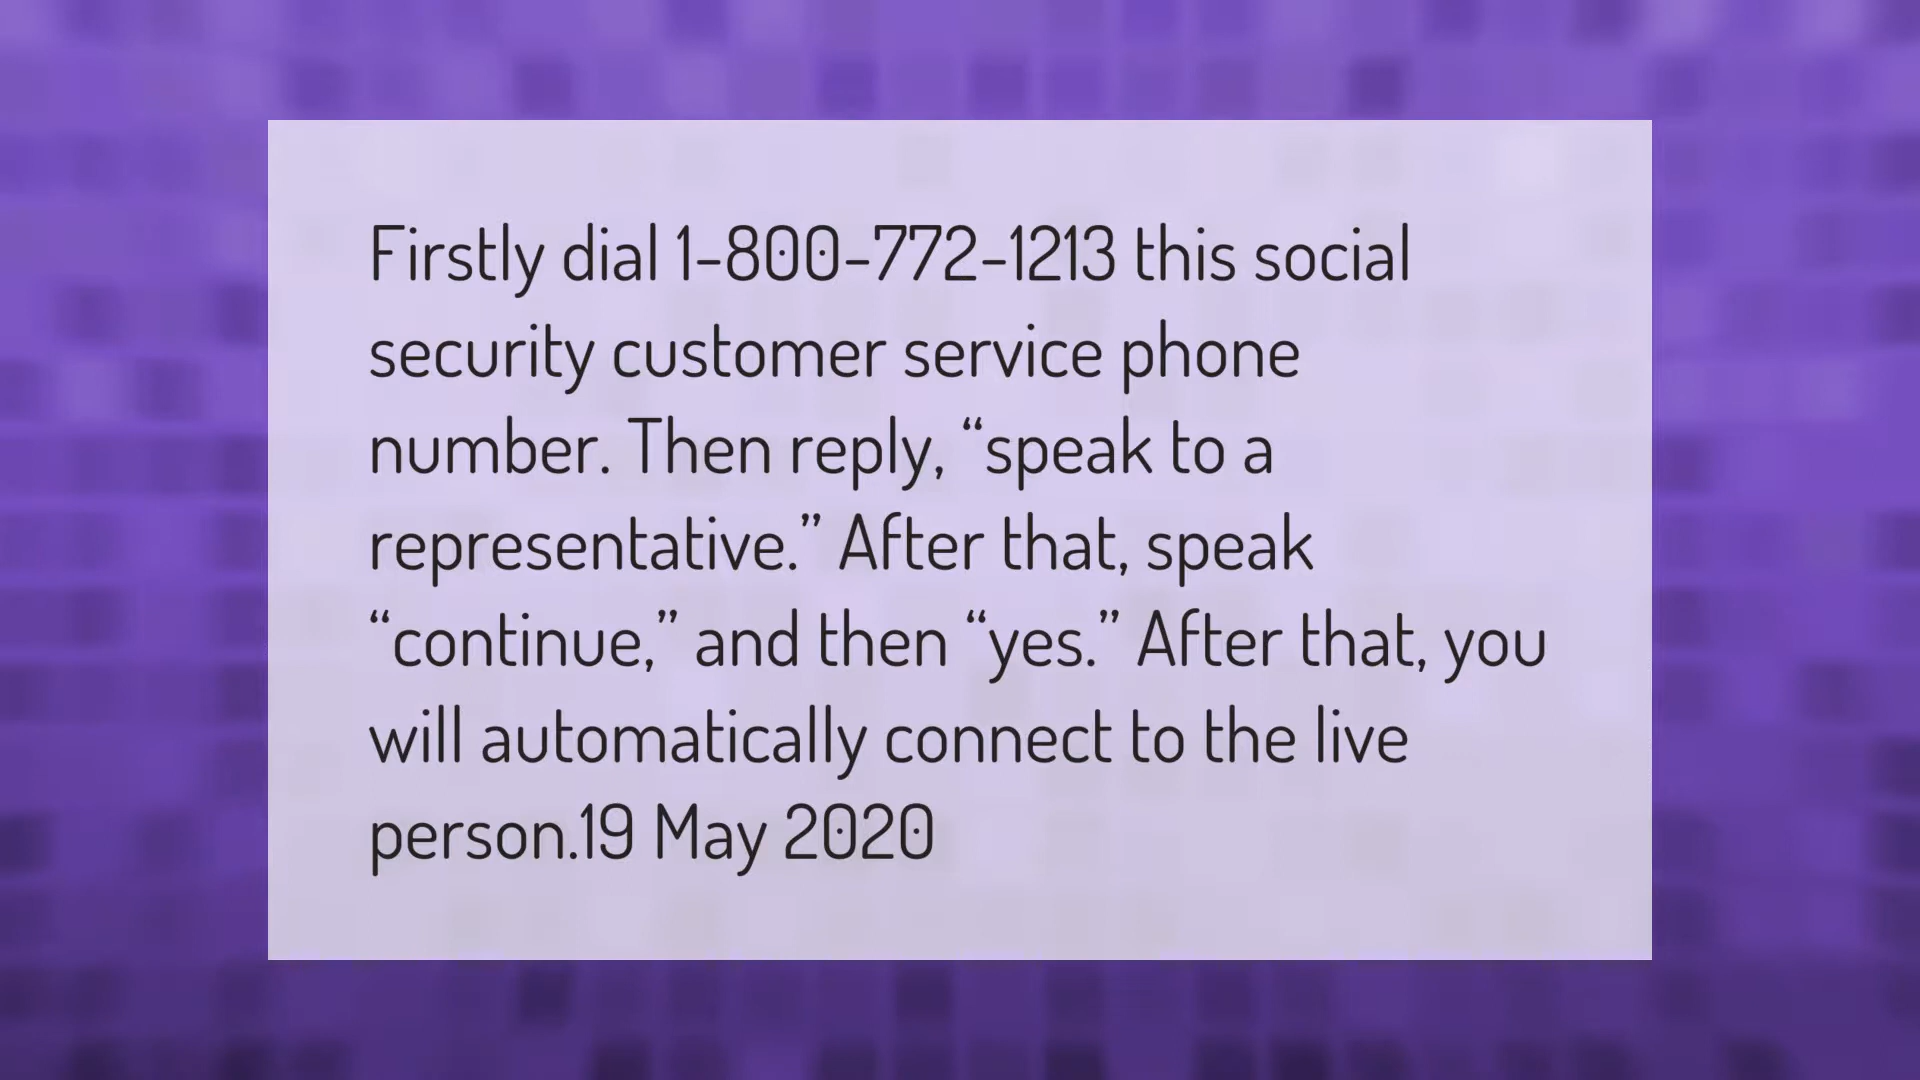 Firstly dial 1-800-772-1213 this social
security customer service phone
number. Then reply, “speak to a
representative.” After that, speak
“continue,” and then “yes.” After that, you
will automatically connect to the live
person.19 May 2020